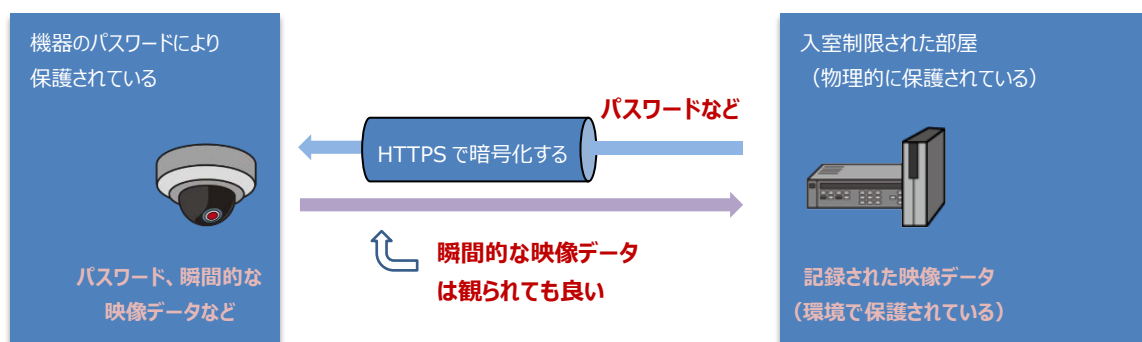 機器のパスワードにより
保護されている
入室制限された部屋
（物理的に保護されている）
パスワードなど
HTTPS で暗号化する
瞬間的な映像データ
は観られても良い
パスワード、瞬間的な
映像データなど
記録された映像データ
（環境で保護されている）